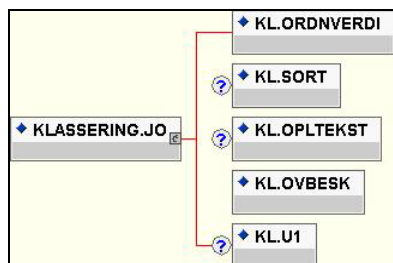 KL.ORDNVERDI
? KL.SORT
KLASSERING.JO
? KL.OPLTEKST
KL.OVBESK
? KL.U1